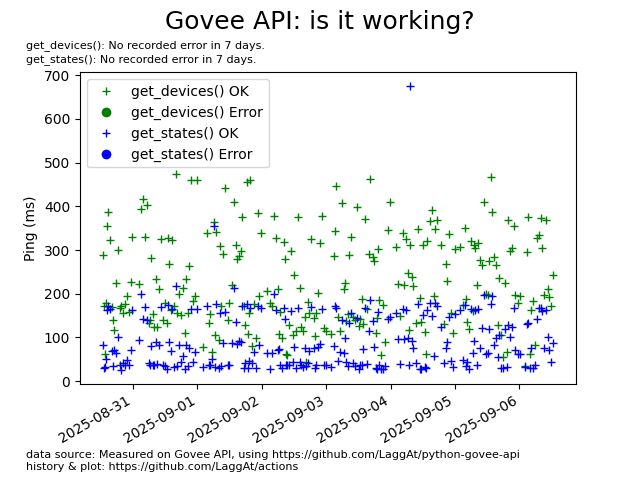 Govee API: is it working?
get_devices(): No recorded error in 7 days.
get_states(): No recorded error in 7 days.
700
600
500
400
300
200
100
0
Ping (ms)
get_devices() OK
get_devices() Error
get_states() OK
get_states() Error
2025-08-31
2025-09-01
2025-09-02
2025-09-03
2025-09-04
2025-09-05
2025-09-06
data source: Measured on Govee API, using https://github.com/LaggAt/python-govee-api
history & plot: https://github.com/LaggAt/actions